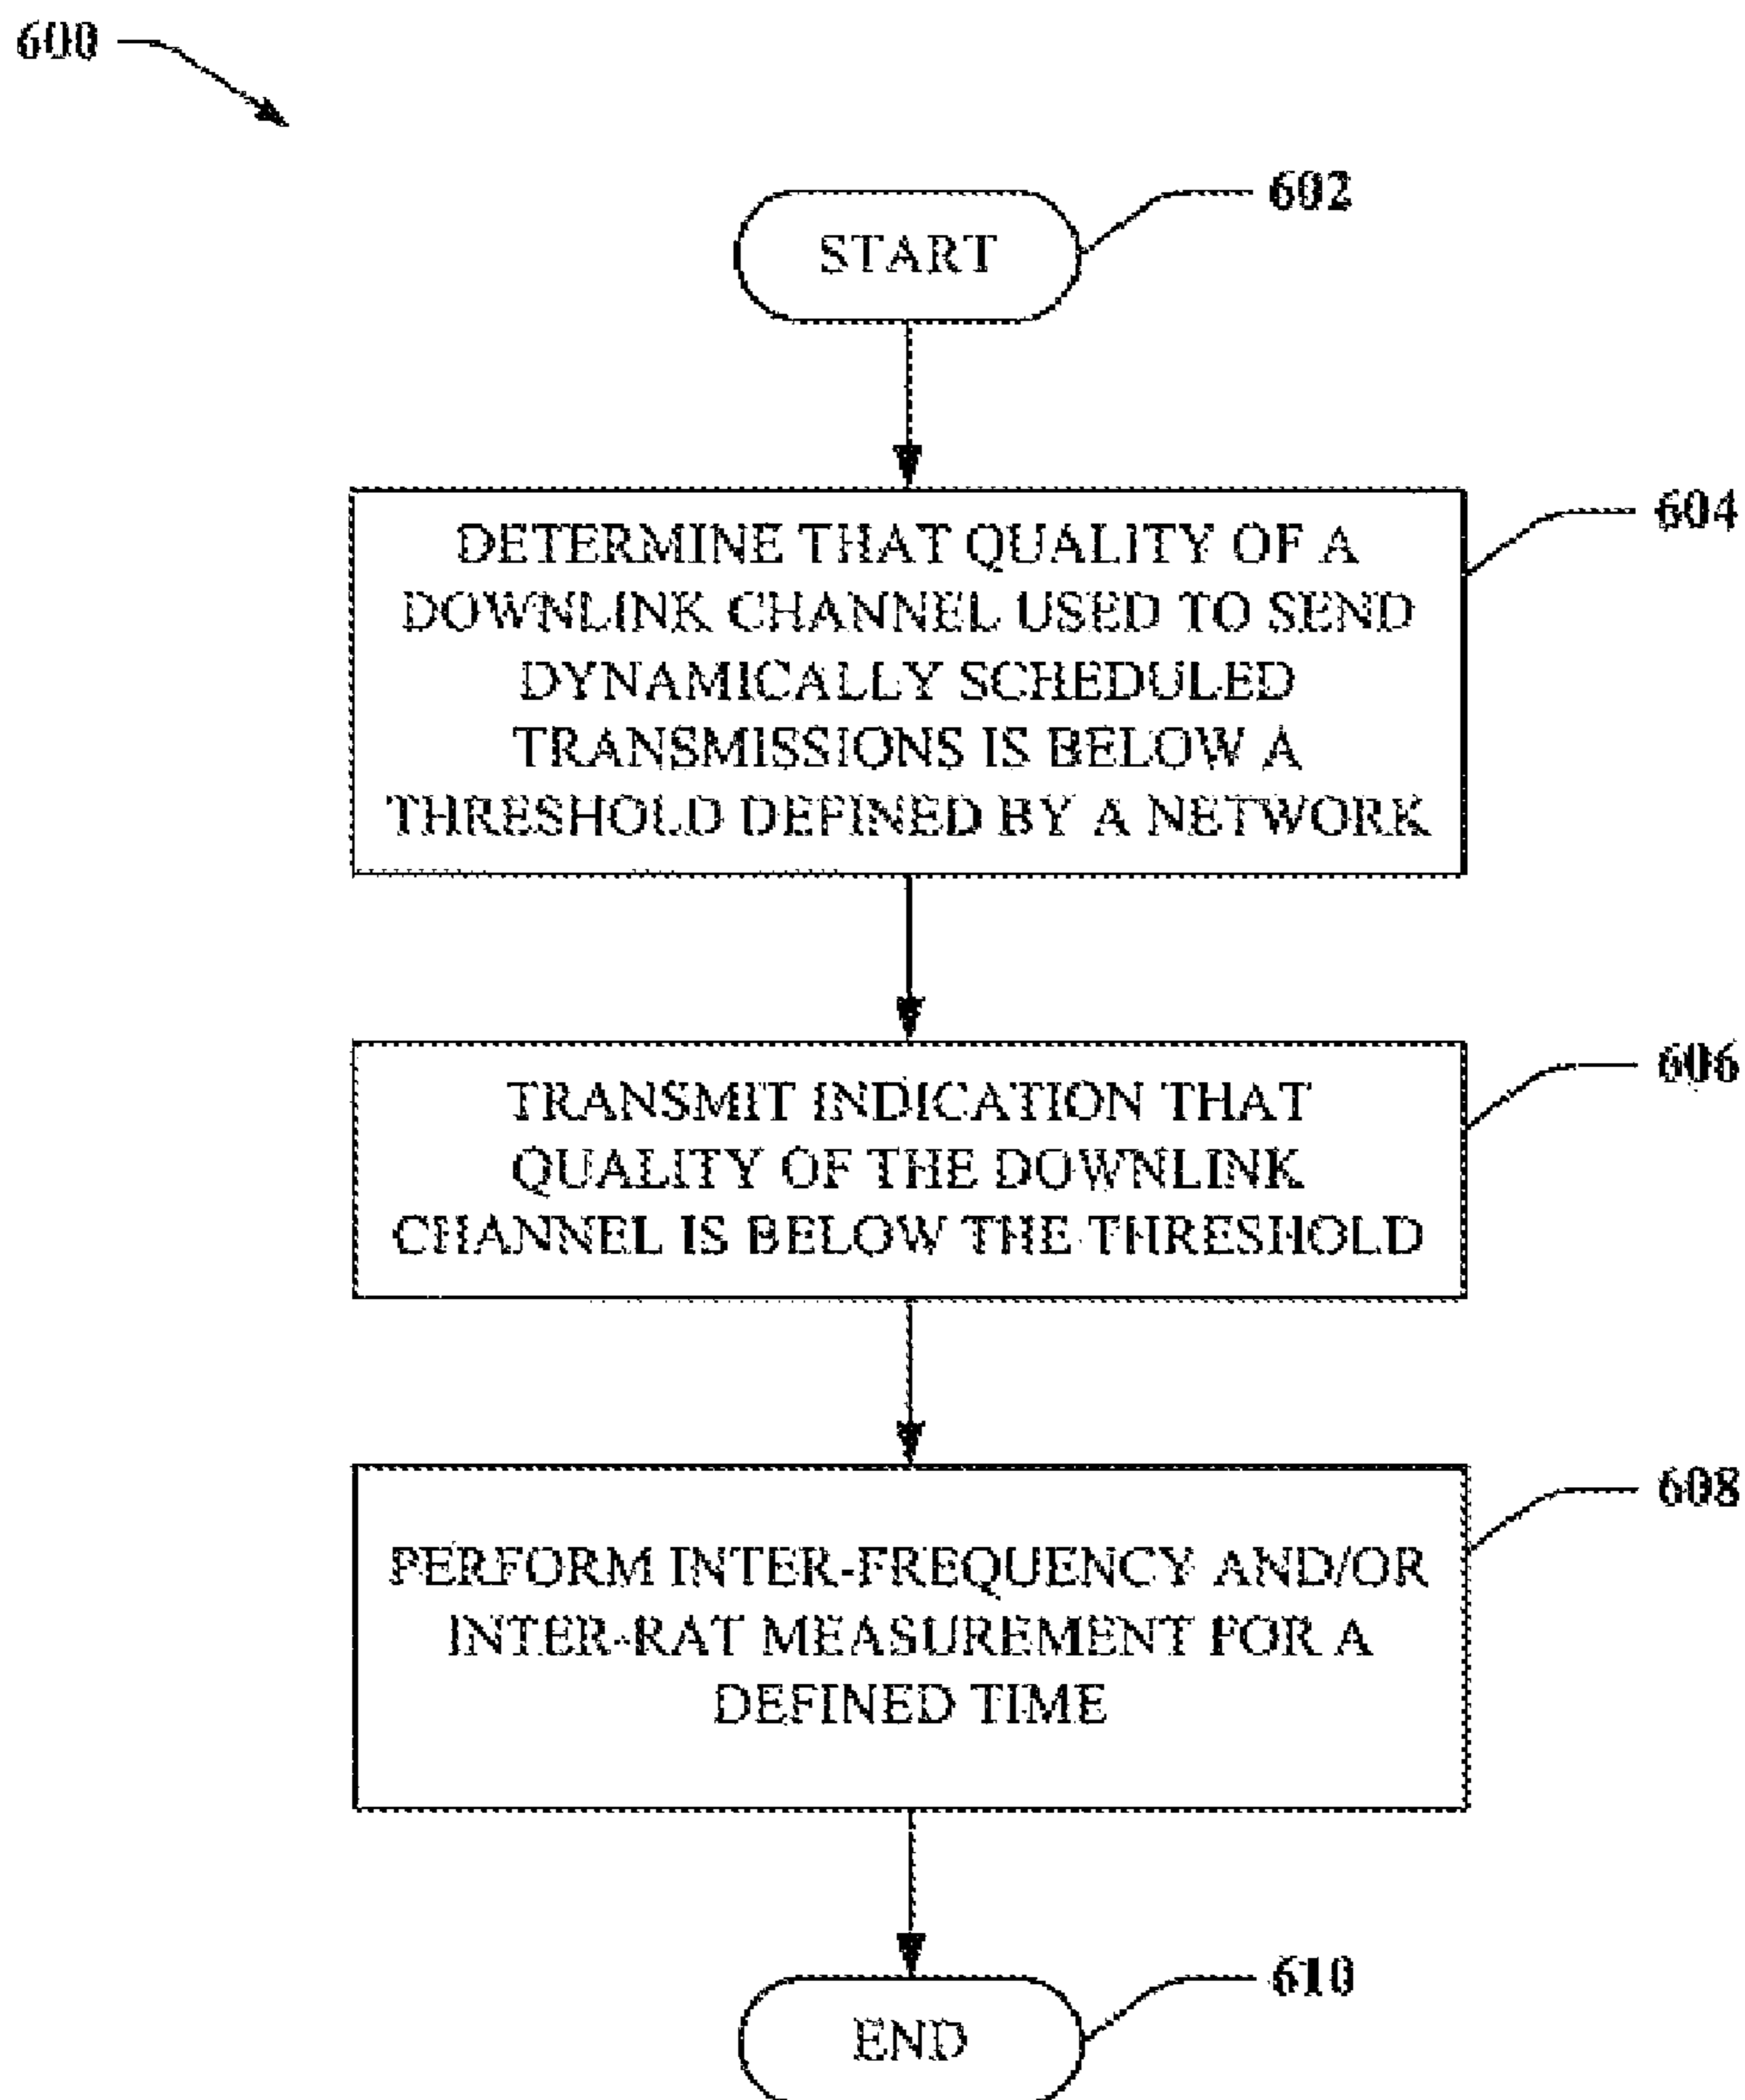 600
602
START
604
DETERMINE THAT QUALITY OF A
DOWNLINK CHANNEL USED TO SEND
DYNAMICALLY SCHEDULED
TRANSMISSIONS IS BELOW A
THRESHOLD DEFINED BY A NETWORK
606
TRANSMIT INDICATION THAT
QUALITY OF THE DOWNLINK
CHANNEL IS BELOW THE THRESHOLD
608
PERFORM INTER-FREQUENCY AND/OR
INTER-RAT MEASUREMENT FOR A
DEFINED TIME
610
END